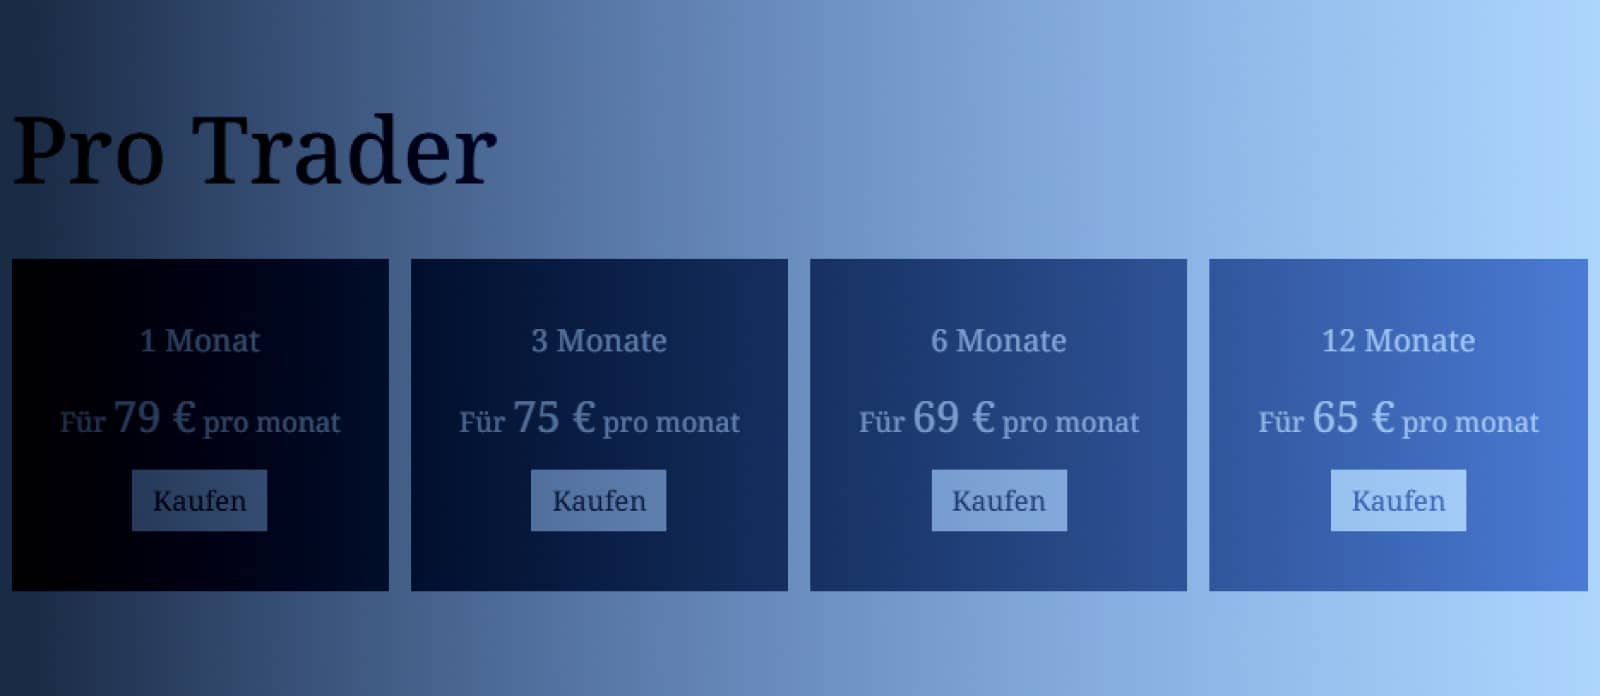 Pro Trader
1 Monat
Für 79 € pro monat
Kaufen
3 Monate
Für 75 € pro monat
Kaufen
6 Monate
Für 69 € pro monat
Kaufen
12 Monate
Für 65 € pro monat
Kaufen